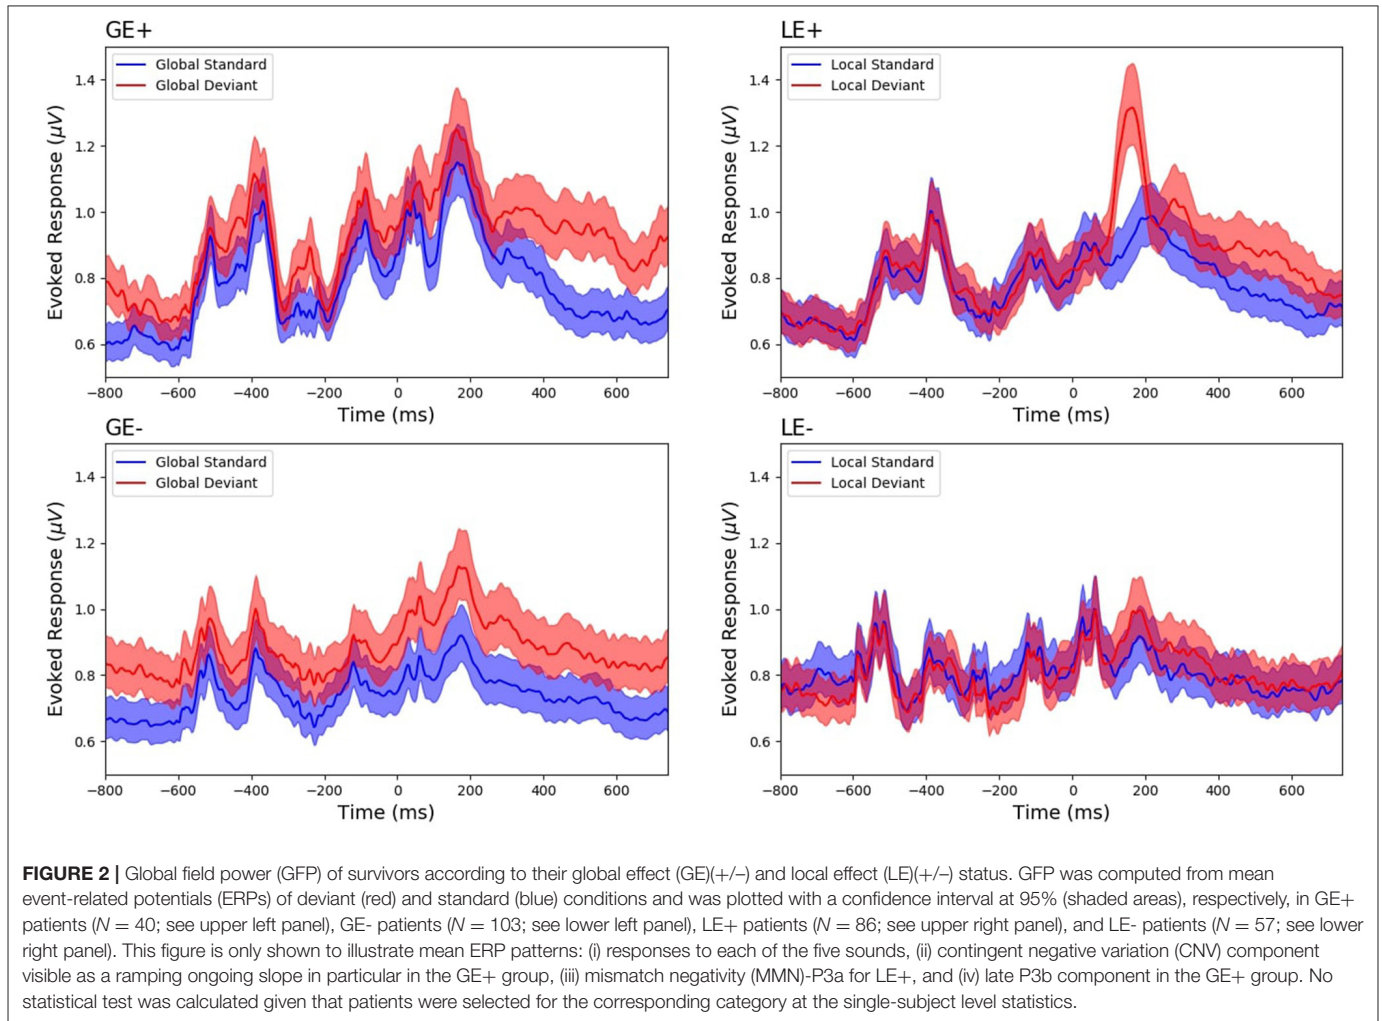 GE+
Global Standard
Global Deviant
1.4
1.2
1.0
0.8
0.6
Evoked Response (μV)
−800 −600 −400 −200 0 200 400 600
Time (ms)
LE+
Local Standard
Local Deviant
1.4
1.2
1.0
0.8
0.6
Evoked Response (μV)
−800 −600 −400 −200 0 200 400 600
Time (ms)
GE-
Global Standard
Global Deviant
1.4
1.2
1.0
0.8
0.6
Evoked Response (μV)
−800 −600 −400 −200 0 200 400 600
Time (ms)
LE-
Local Standard
Local Deviant
1.4
1.2
1.0
0.8
0.6
Evoked Response (μV)
−800 −600 −400 −200 0 200 400 600
Time (ms)
FIGURE 2 | Global field power (GFP) of survivors according to their global effect (GE)(+/−) and local effect (LE)(+/−) status. GFP was computed from mean
event-related potentials (ERPs) of deviant (red) and standard (blue) conditions and was plotted with a confidence interval at 95% (shaded areas), respectively, in GE+
patients (N = 40; see upper left panel), GE- patients (N = 103; see lower left panel), LE+ patients (N = 86; see upper right panel), and LE- patients (N = 57; see lower
right panel). This figure is only shown to illustrate mean ERP patterns: (i) responses to each of the five sounds, (ii) contingent negative variation (CNV) component
visible as a ramping ongoing slope in particular in the GE+ group, (iii) mismatch negativity (MMN)-P3a for LE+, and (iv) late P3b component in the GE+ group. No
statistical test was calculated given that patients were selected for the corresponding category at the single-subject level statistics.